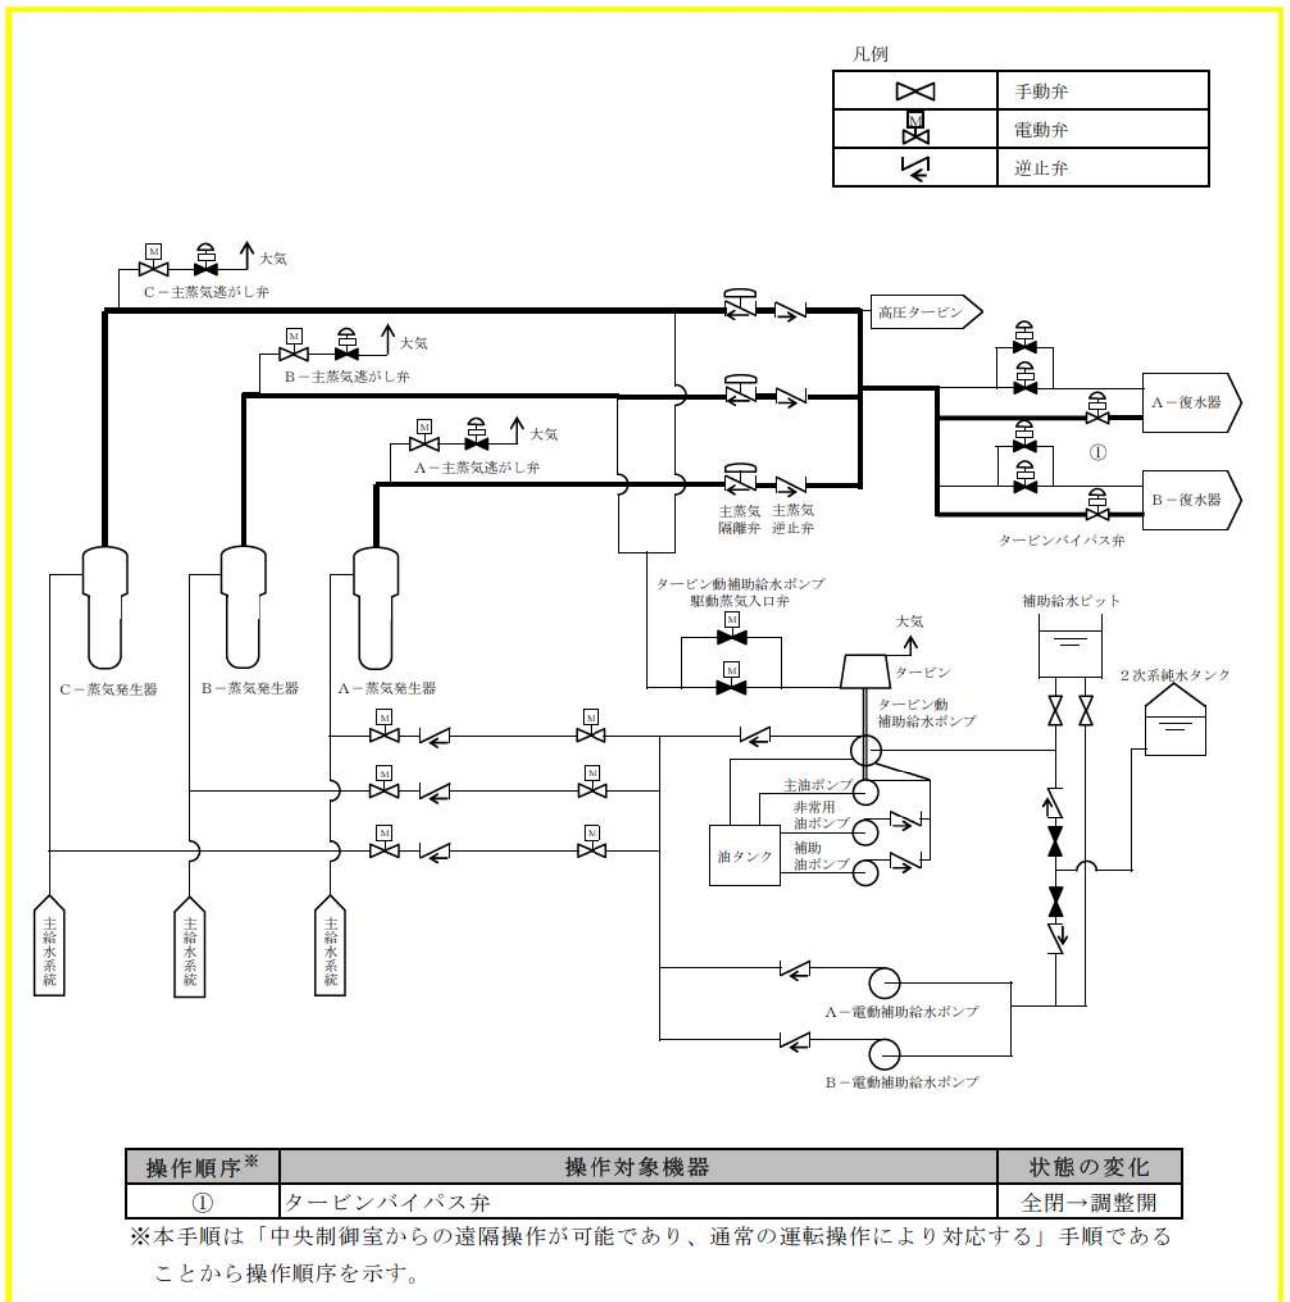 凡例
手動弁
M
電動弁
逆止弁
M
大気
C－主蒸気逃がし弁
高圧タービン
M
大気
B－主蒸気逃がし弁
A－復水器
M
大気
A－主蒸気逃がし弁
①
B－復水器
主蒸気
隔離弁
主蒸気
逆止弁
タービンバイパス弁
タービン動補助給水ポンプ
駆動蒸気入口弁
M
M
大気
タービン
補助給水ピット
2次系純水タンク
C－蒸気発生器
B－蒸気発生器
A－蒸気発生器
タービン動
補助給水ポンプ
M
M
M
M
M
M
主油ポンプ
非常用
油ポンプ
補助
油ポンプ
油タンク
主給水系統
主給水系統
主給水系統
A－電動補助給水ポンプ
B－電動補助給水ポンプ
操作順序※ 操作対象機器 状態の変化
① タービンバイパス弁 全閉→調整開
※本手順は「中央制御室からの遠隔操作が可能であり、通常の運転操作により対応する」手順である
ことから操作順序を示す。